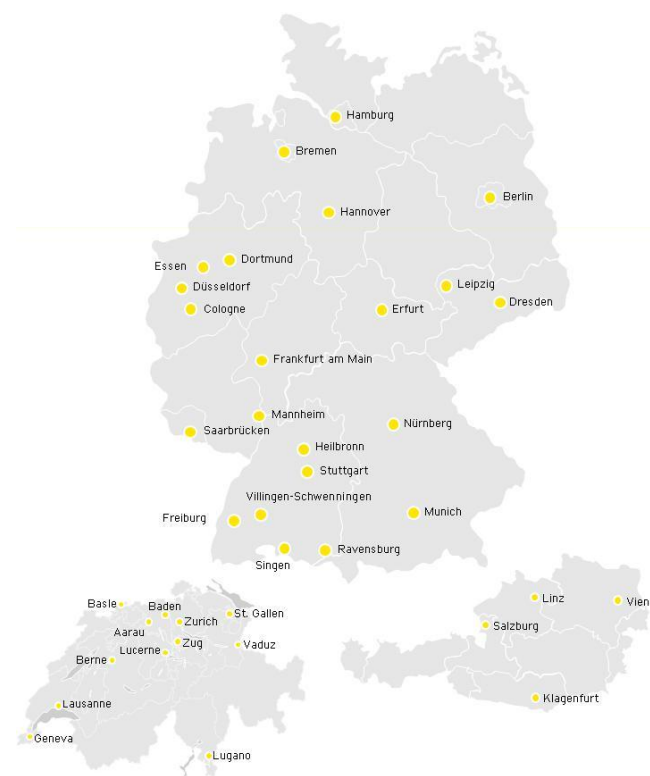 Hamburg
Bremen
Berlin
Hannover
Dortmund
Essen
Düsseldorf
Leipzig
Dresden
Cologne
Erfurt
Frankfurt am Main
Mannheim
Nürnberg
Saarbrücken
Heilbronn
Stuttgart
Villingen-Schwenningen
Freiburg
Munich
Ravensburg
Singen
Basle
Baden
St. Gallen
Aarau
Zurich
Zug
Vaduz
Lucerne
Berne
Lausanne
Geneva
Lugano
Linz
Vien
Salzburg
Klagenfurt